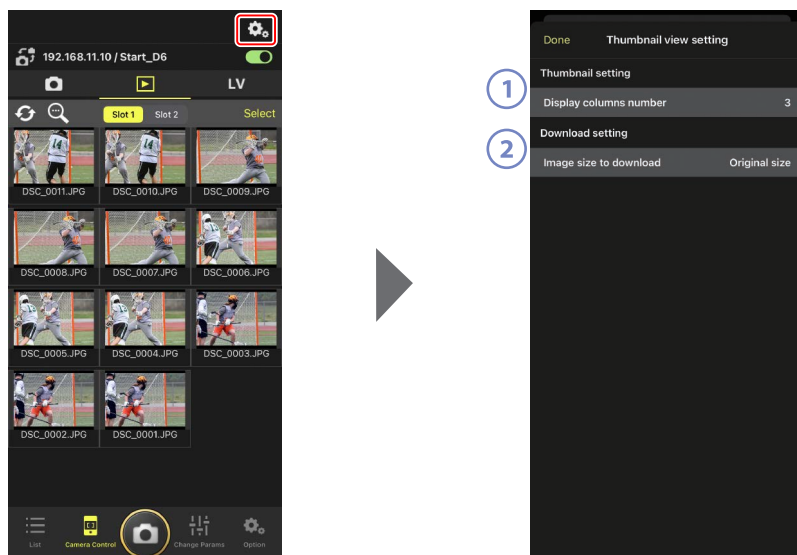 192.168.11.10 / Start_D6
LV
Slot 1 Slot 2 Select
DSC_0011.JPG DSC_0010.JPG DSC_0009.JPG
DSC_0008.JPG DSC_0007.JPG DSC_0006.JPG
DSC_0005.JPG DSC_0004.JPG DSC_0003.JPG
DSC_0002.JPG DSC_0001.JPG
List Camera Control Change Params Option
Done Thumbnail view setting
Thumbnail setting
1
Display columns number 3
Download setting
2
Image size to download Original size